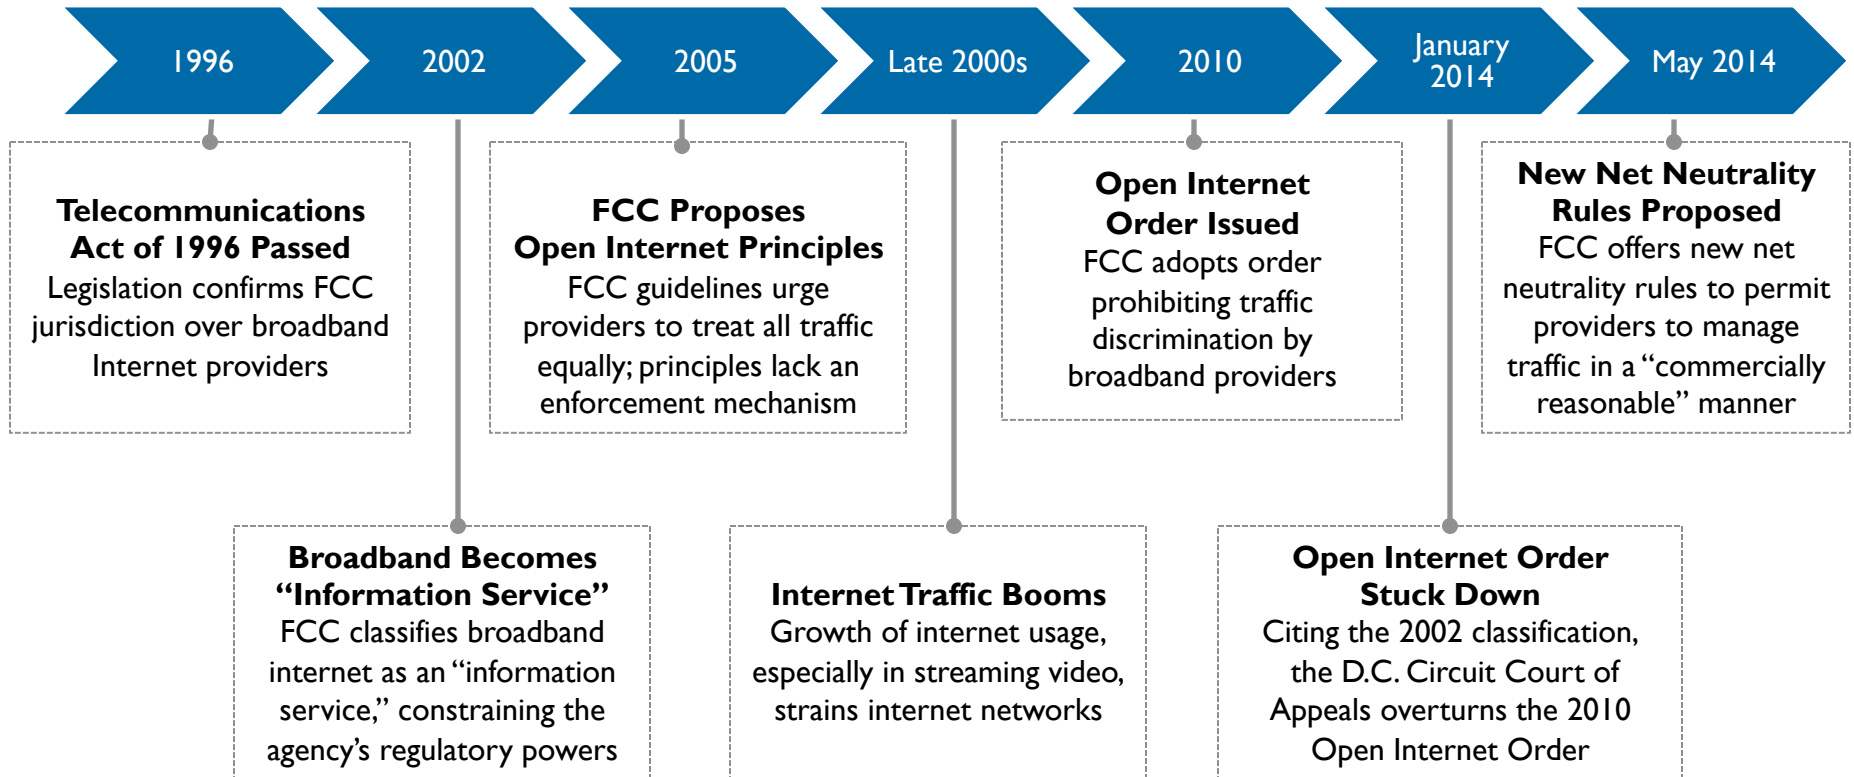 1996
2002
2005
Late 2000s
2010
January
2014
May 2014
Telecommunications
Act of 1996 Passed
Legislation confirms FCC
jurisdiction over broadband
Internet providers
FCC Proposes
Open Internet Principles
FCC guidelines urge
providers to treat all traffic
equally; principles lack an
enforcement mechanism
Open Internet
Order Issued
FCC adopts order
prohibiting traffic
discrimination by
broadband providers
New Net Neutrality
Rules Proposed
FCC offers new net
neutrality rules to permit
providers to manage
traffic in a “commercially
reasonable” manner
Broadband Becomes
“Information Service”
FCC classifies broadband
internet as an “information
service,” constraining the
agency’s regulatory powers
Internet Traffic Booms
Growth of internet usage,
especially in streaming video,
strains internet networks
Open Internet Order
Stuck Down
Citing the 2002 classification,
the D.C. Circuit Court of
Appeals overturns the 2010
Open Internet Order